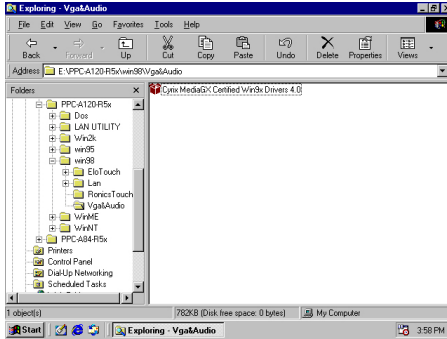 Exploring - Vga&Audio
File Edit View Go Favorites Tools Help
Back Forward Up Cut Copy Paste Undo Delete Properties Views
Address E:\PPC-A120-R5x\win98\Vga&Audio
Folders
Cyrix MediaGX Certified Win9x Drivers 4.0
PPC-A120-R5x
Dos
LAN UTILITY
Win2k
win95
win98
EloTouch
Lan
RonicsTouch
Vga&Audio
WinME
WinNT
PPC-A84-R5x
Printers
Control Panel
Dial-Up Networking
Scheduled Tasks
1 object(s) 782KB (Disk free space: 0 bytes) My Computer
Start Exploring - Vga&Audio 3:58 PM